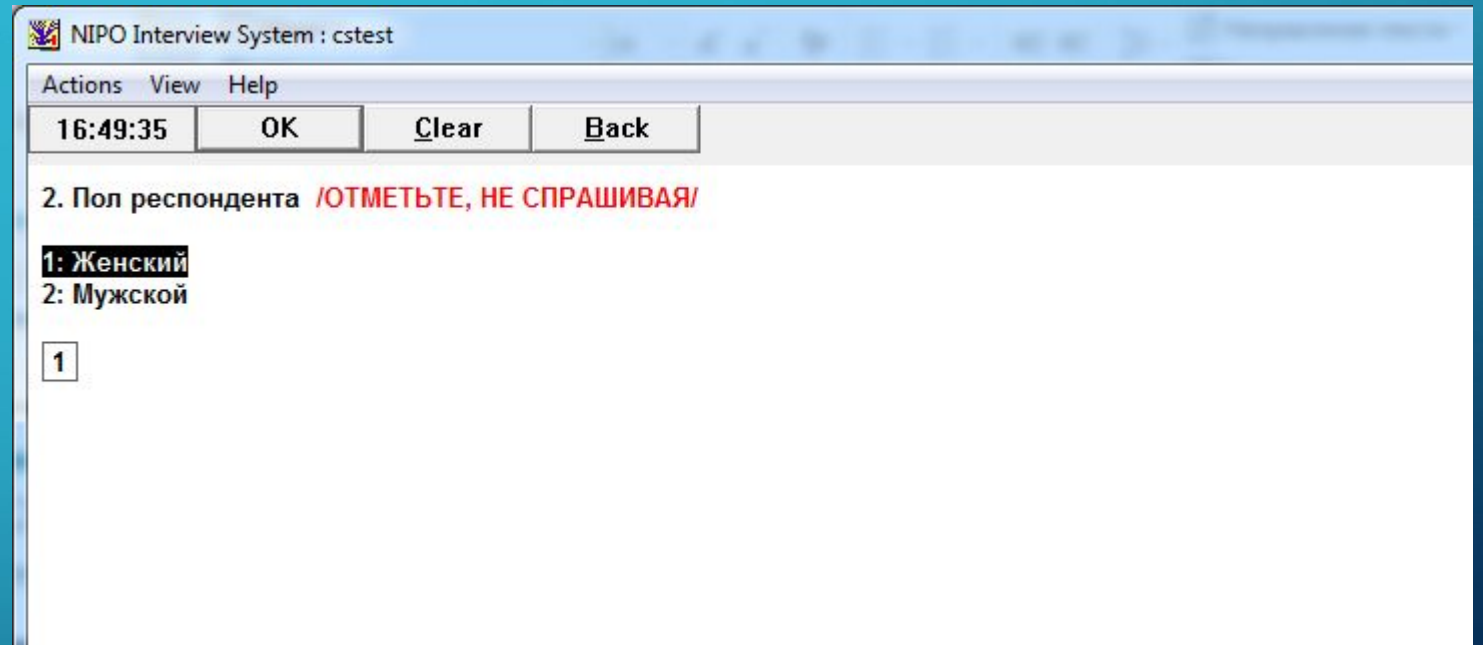 NIPO Interview System : cstest
Actions View Help
16:49:35 OK Clear Back
2. Пол респондента /ОТМЕТЬТЕ, НЕ СПРАШИВАЯ/
1: Женский
2: Мужской
1